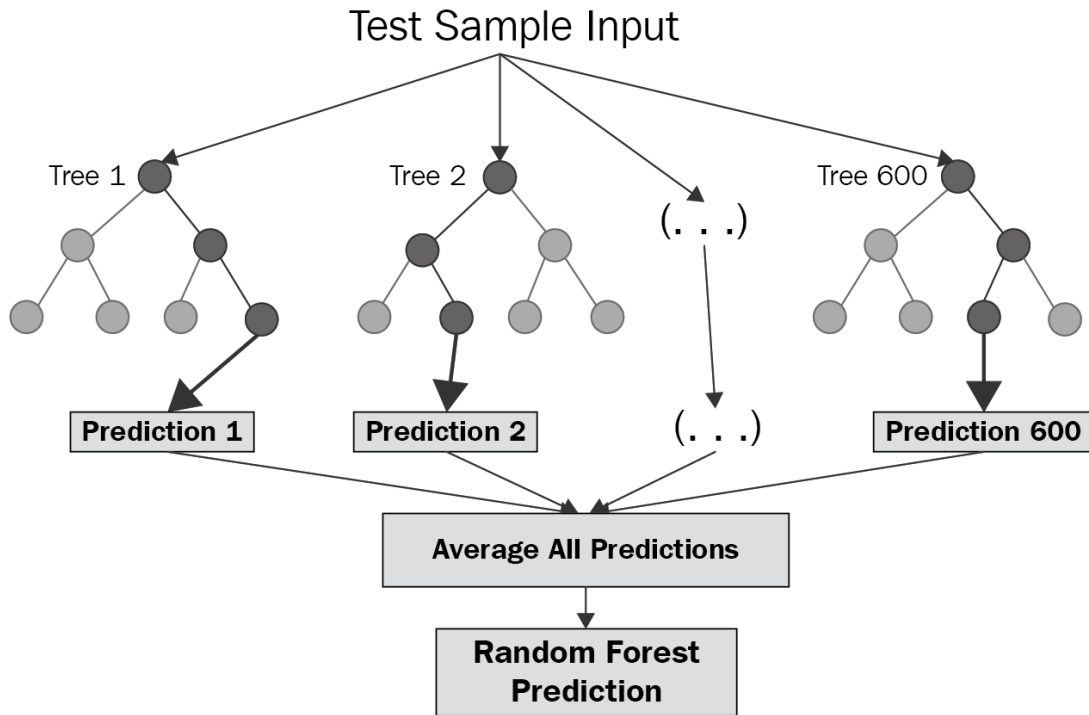 Test Sample Input
Tree 1
Tree 2
Tree 600
(. . .)
Prediction 1
Prediction 2
(. . .)
Prediction 600
Average All Predictions
Random Forest
Prediction